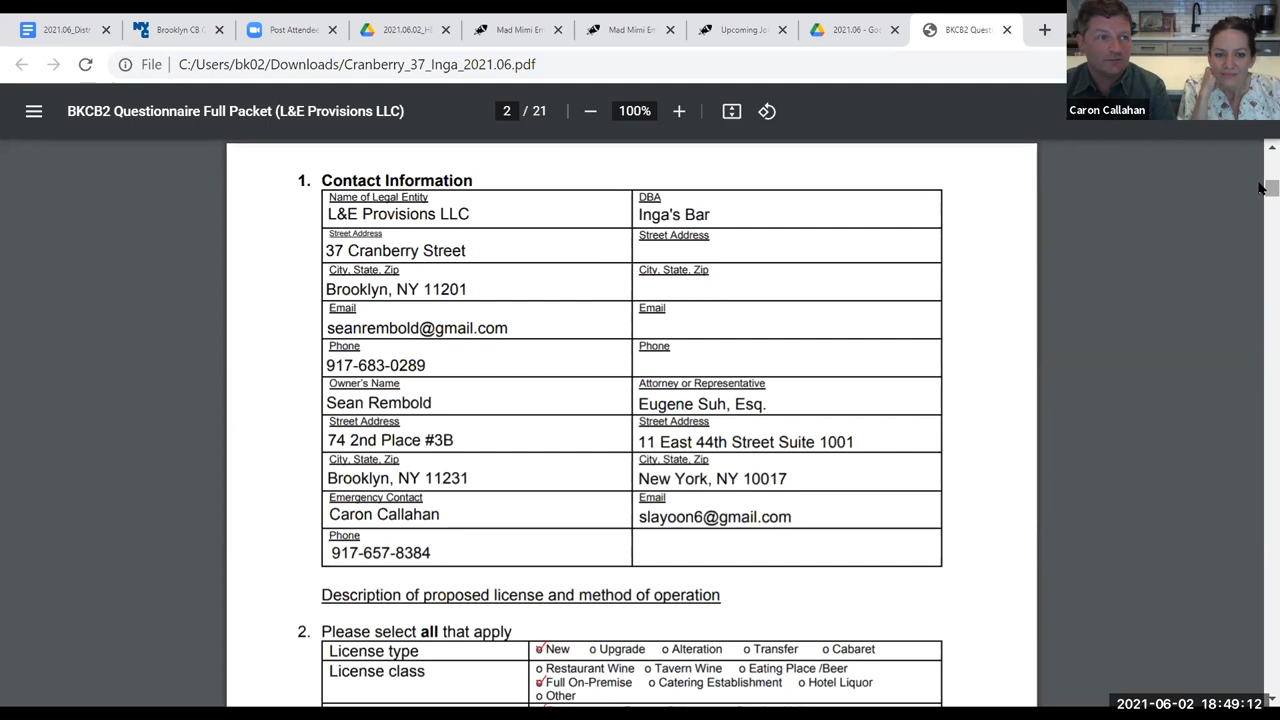 2021.06_Distr
Brooklyn CB C
Post Attende
2021.06.02_H
Mad Mimi Em
Mad Mimi Em
Upcoming Jo
2021.06 - Goo
BKCB2 Quest
File C:/Users/bk02/Downloads/Cranberry_37_Inga_2021.06.pdf
BKCB2 Questionnaire Full Packet (L&E Provisions LLC)
2 / 21
100%
Caron Callahan
1. Contact Information
Name of Legal Entity DBA
L&E Provisions LLC Inga's Bar
Street Address Street Address
37 Cranberry Street
City, State, Zip City, State, Zip
Brooklyn, NY 11201
Email Email
seanrembold@gmail.com
Phone Phone
917-683-0289
Owner's Name Attorney or Representative
Sean Rembold Eugene Suh, Esq.
Street Address Street Address
74 2nd Place #3B 11 East 44th Street Suite 1001
City, State, Zip City, State, Zip
Brooklyn, NY 11231 New York, NY 10017
Emergency Contact Email
Caron Callahan slayoon6@gmail.com
Phone
917-657-8384
Description of proposed license and method of operation
2. Please select all that apply
License type o New o Upgrade o Alteration o Transfer o Cabaret
License class o Restaurant Wine o Tavern Wine o Eating Place /Beer
o Full On-Premise o Catering Establishment o Hotel Liquor
o Other
2021-06-02 18:49:12